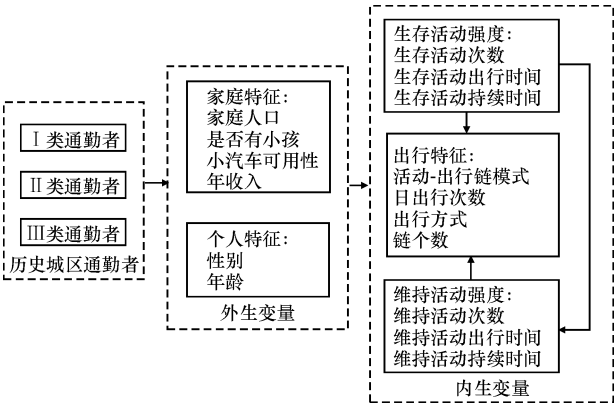 Ⅰ类通勤者
Ⅱ类通勤者
Ⅲ类通勤者
历史城区通勤者
家庭特征:
家庭人口
是否有小孩
小汽车可用性
年收入
个人特征:
性别
年龄
外生变量
生存活动强度:
生存活动次数
生存活动出行时间
生存活动持续时间
出行特征:
活动-出行链模式
日出行次数
出行方式
链个数
维持活动强度:
维持活动次数
维持活动出行时间
维持活动持续时间
内生变量